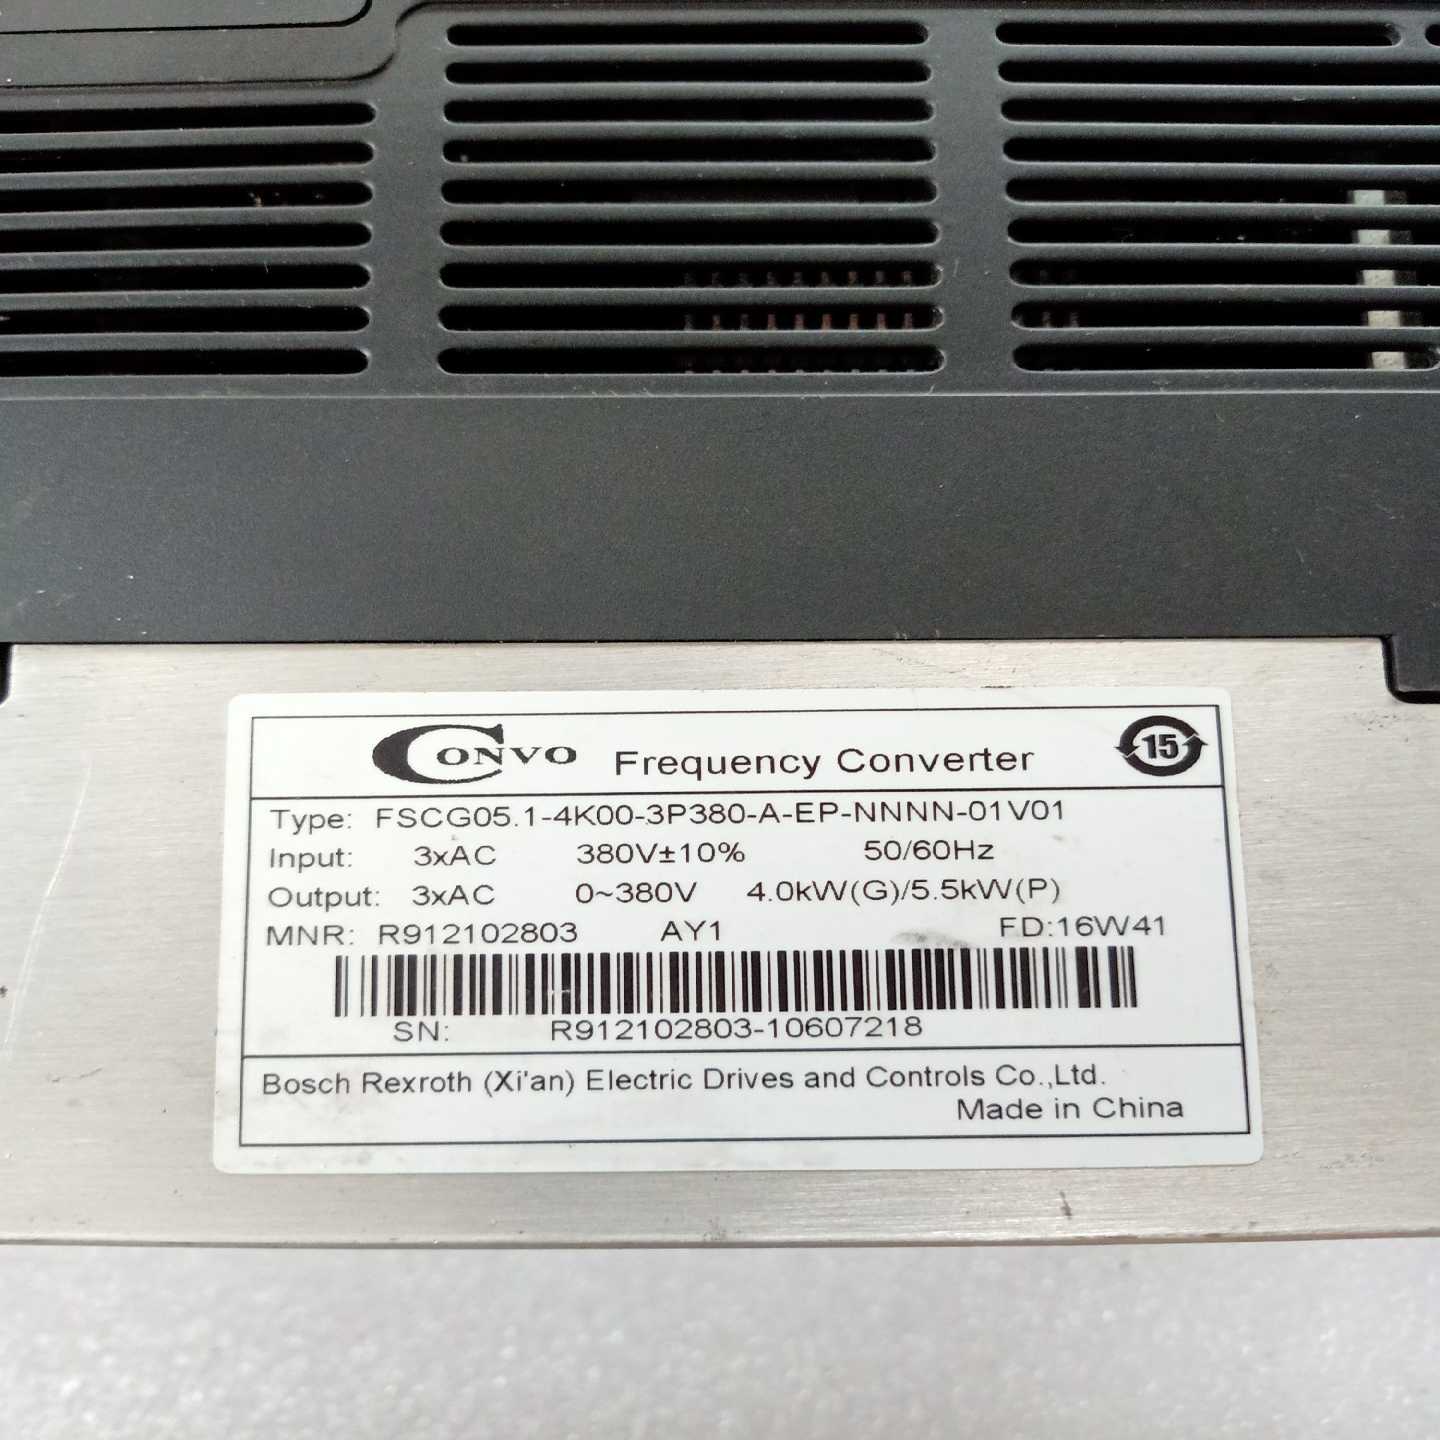 CONVO Frequency Converter 15
Type: FSCG05.1-4K00-3P380-A-EP-NNNN-01V01
Input: 3xAC 380V±10% 50/60Hz
Output: 3xAC 0~380V 4.0kW(G)/5.5kW(P)
MNR: R912102803 AY1 FD:16W41
SN: R912102803-10607218
Bosch Rexroth (Xi'an) Electric Drives and Controls Co.,Ltd.
Made in China